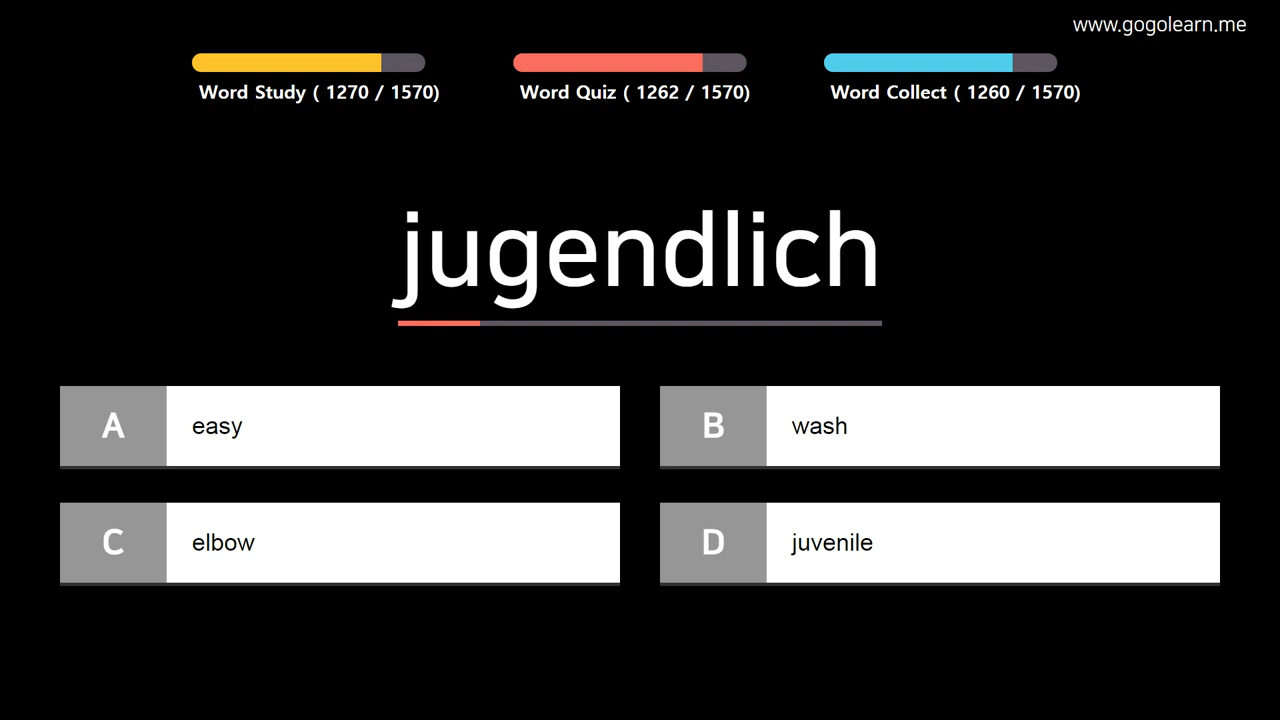 www.gogolearn.me
Word Study ( 1270 / 1570)
Word Quiz ( 1262 / 1570)
Word Collect ( 1260 / 1570)
jugendlich
A easy
B wash
C elbow
D juvenile